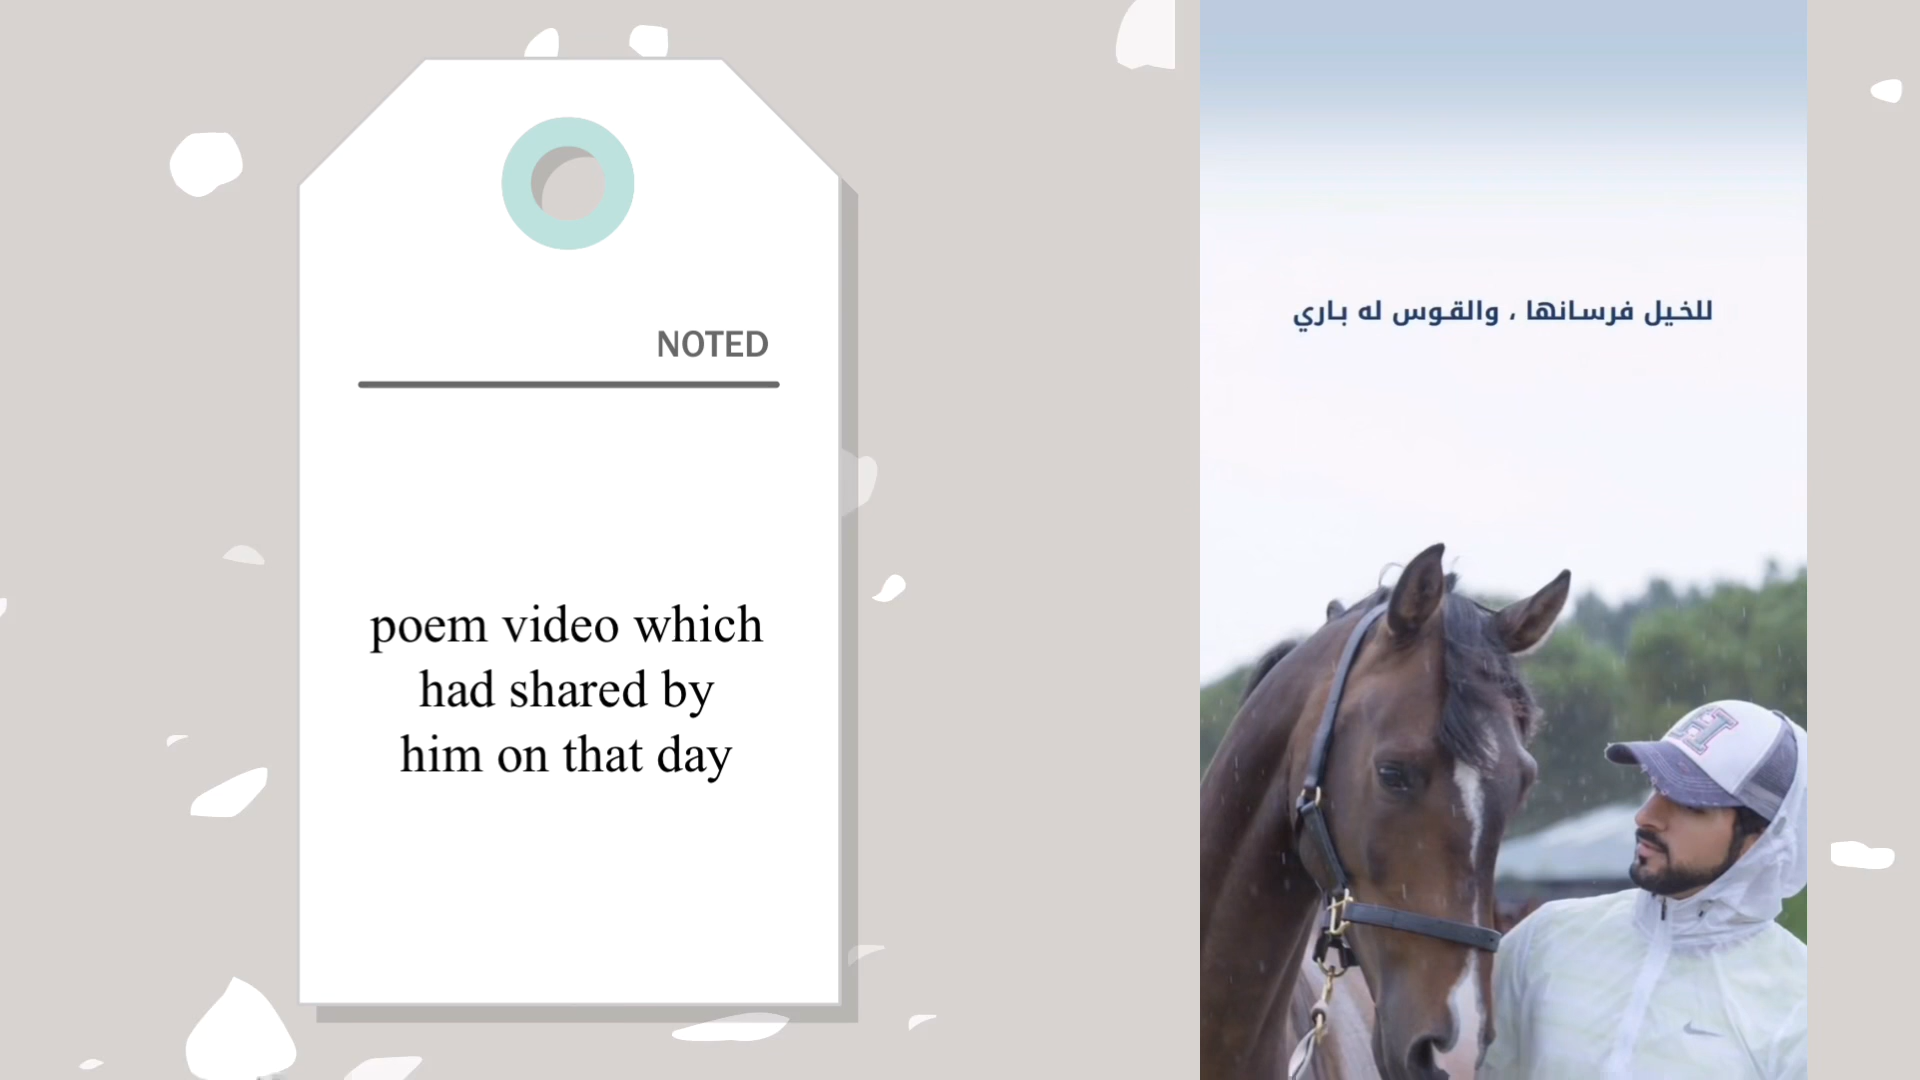 NOTED
poem video which
had shared by
him on that day
للخيل فرسانها ، والقوس له باري
H